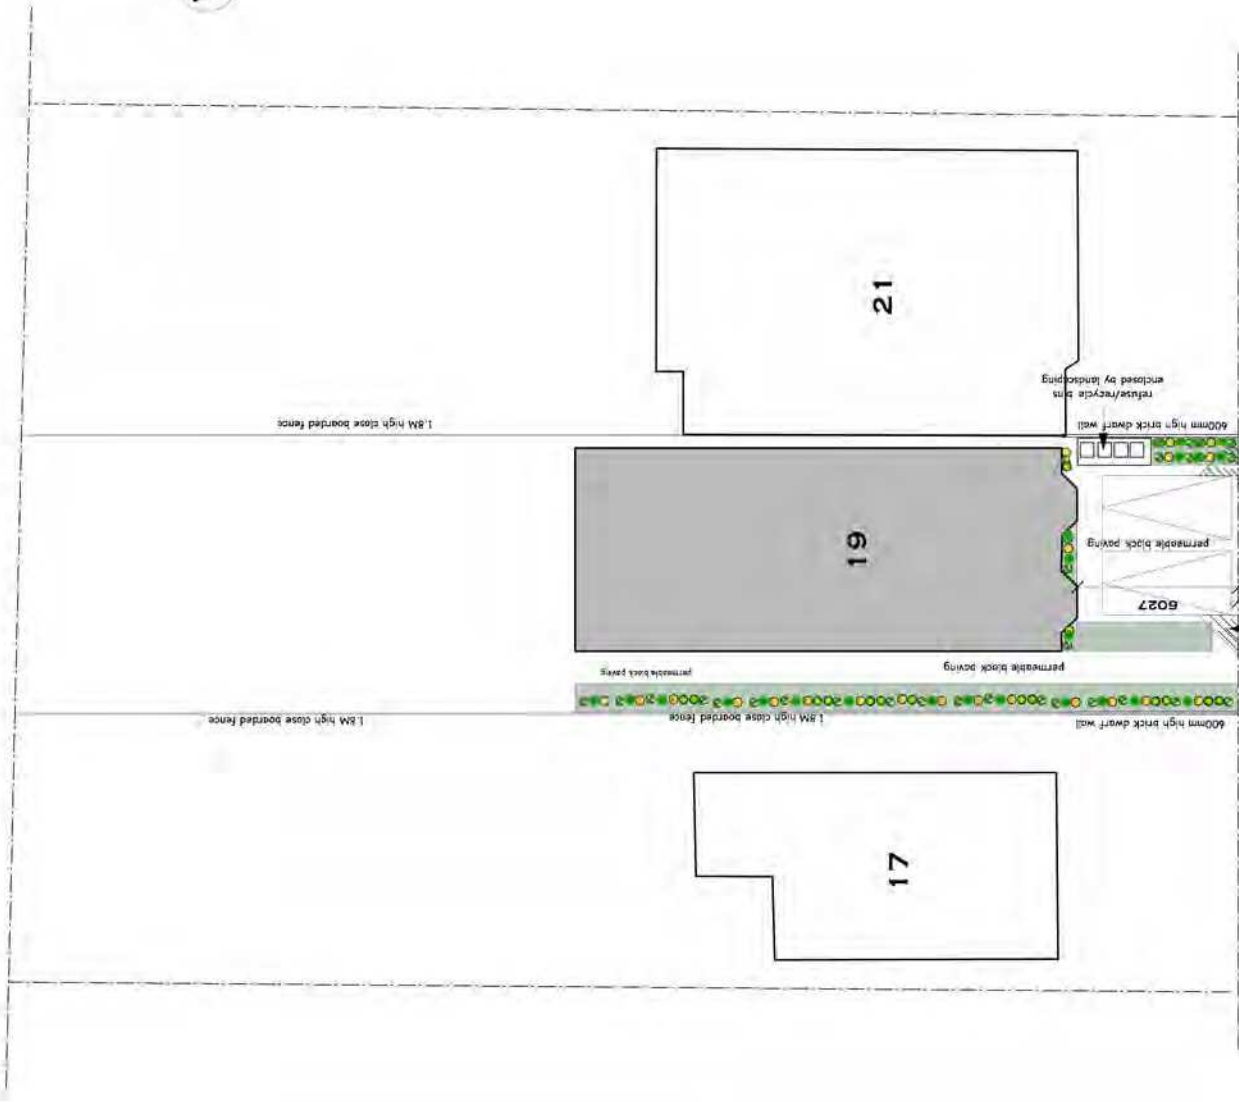 21
enclosed by landscaping
refuse/recycle bins
1.8M high close boarded fence
600mm high dwarf brick wall
19
permeable block paving
6027
permeable block paving
permeable block paving
1.8M high close boarded fence
1.8M high close boarded fence
600mm high dwarf brick wall
17